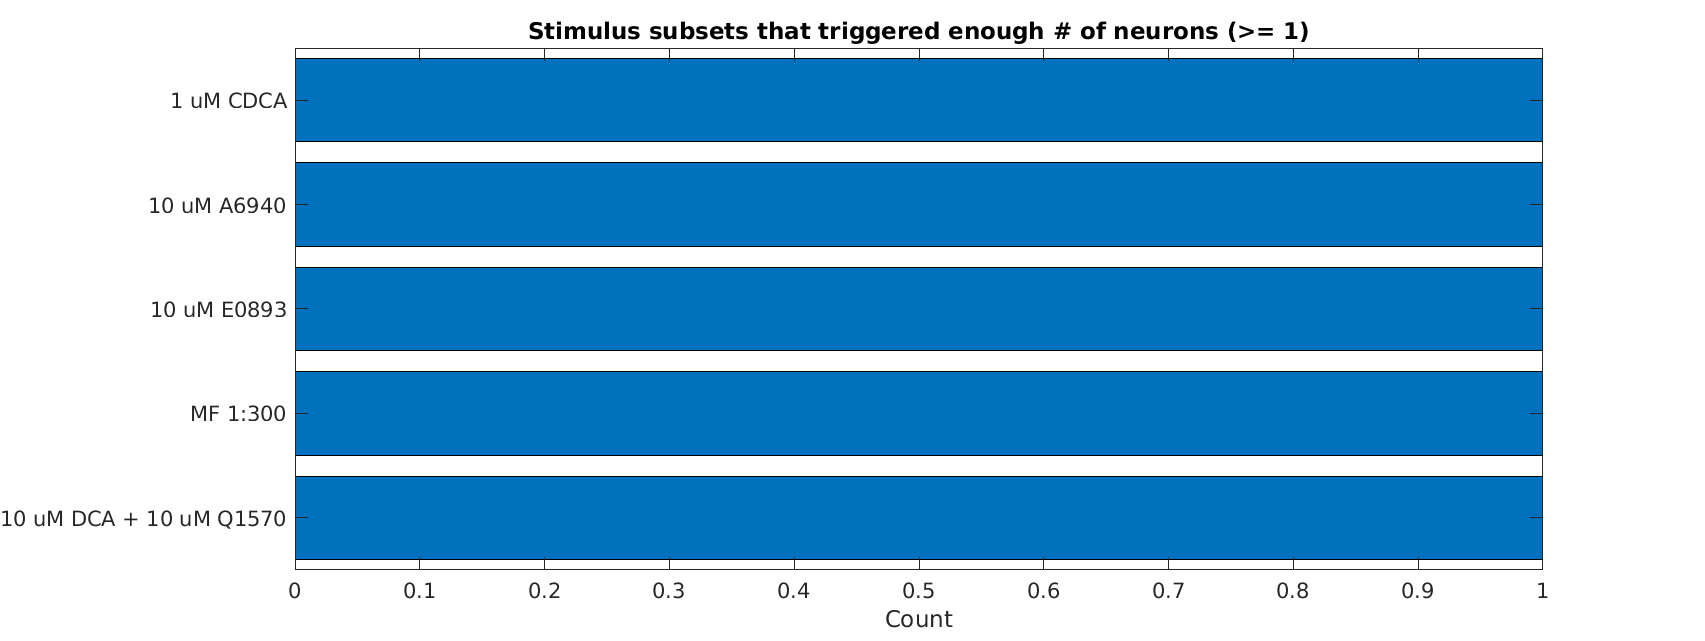 Stimulus subsets that triggered enough # of neurons (>= 1)
1 uM CDCA
10 uM A6940
10 uM E0893
MF 1:300
10 uM DCA + 10 uM Q1570
0 0.1 0.2 0.3 0.4 0.5 0.6 0.7 0.8 0.9 1
Count